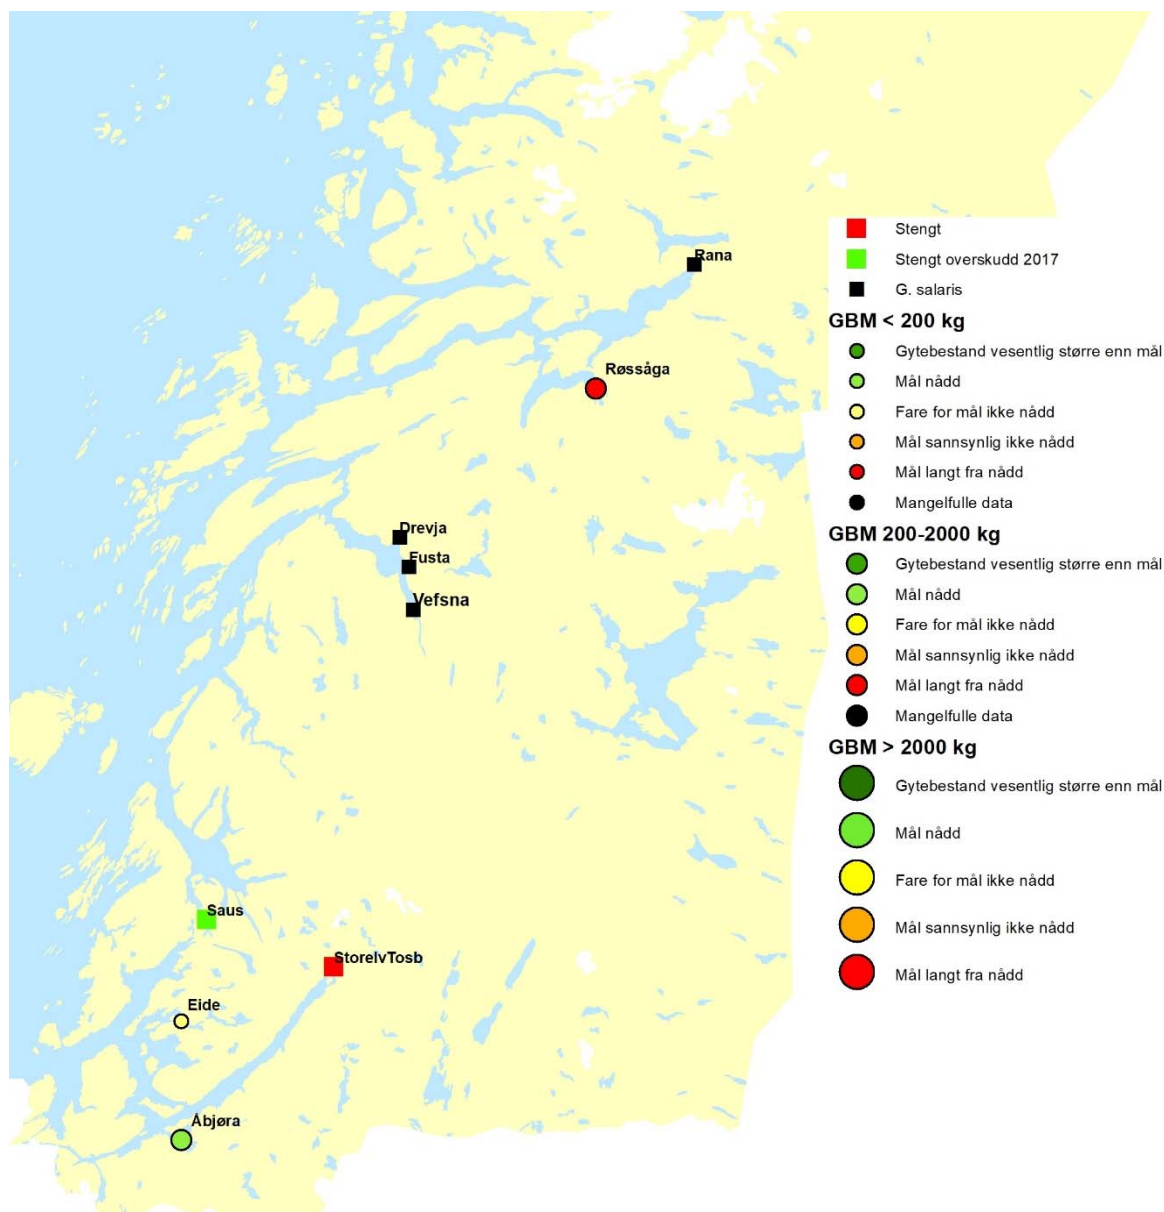 Rana
Røssåga
Drevja
Fusta
Vefsna
Saus
StorelvTosb
Eide
Åbjøra
Stengt
Stengt overskudd 2017
G. salaris
GBM < 200 kg
Gytebestand vesentlig større enn mål
Mål nådd
Fare for mål ikke nådd
Mål sannsynlig ikke nådd
Mål langt fra nådd
Mangelfulle data
GBM 200-2000 kg
Gytebestand vesentlig større enn mål
Mål nådd
Fare for mål ikke nådd
Mål sannsynlig ikke nådd
Mål langt fra nådd
Mangelfulle data
GBM > 2000 kg
Gytebestand vesentlig større enn mål
Mål nådd
Fare for mål ikke nådd
Mål sannsynlig ikke nådd
Mål langt fra nådd